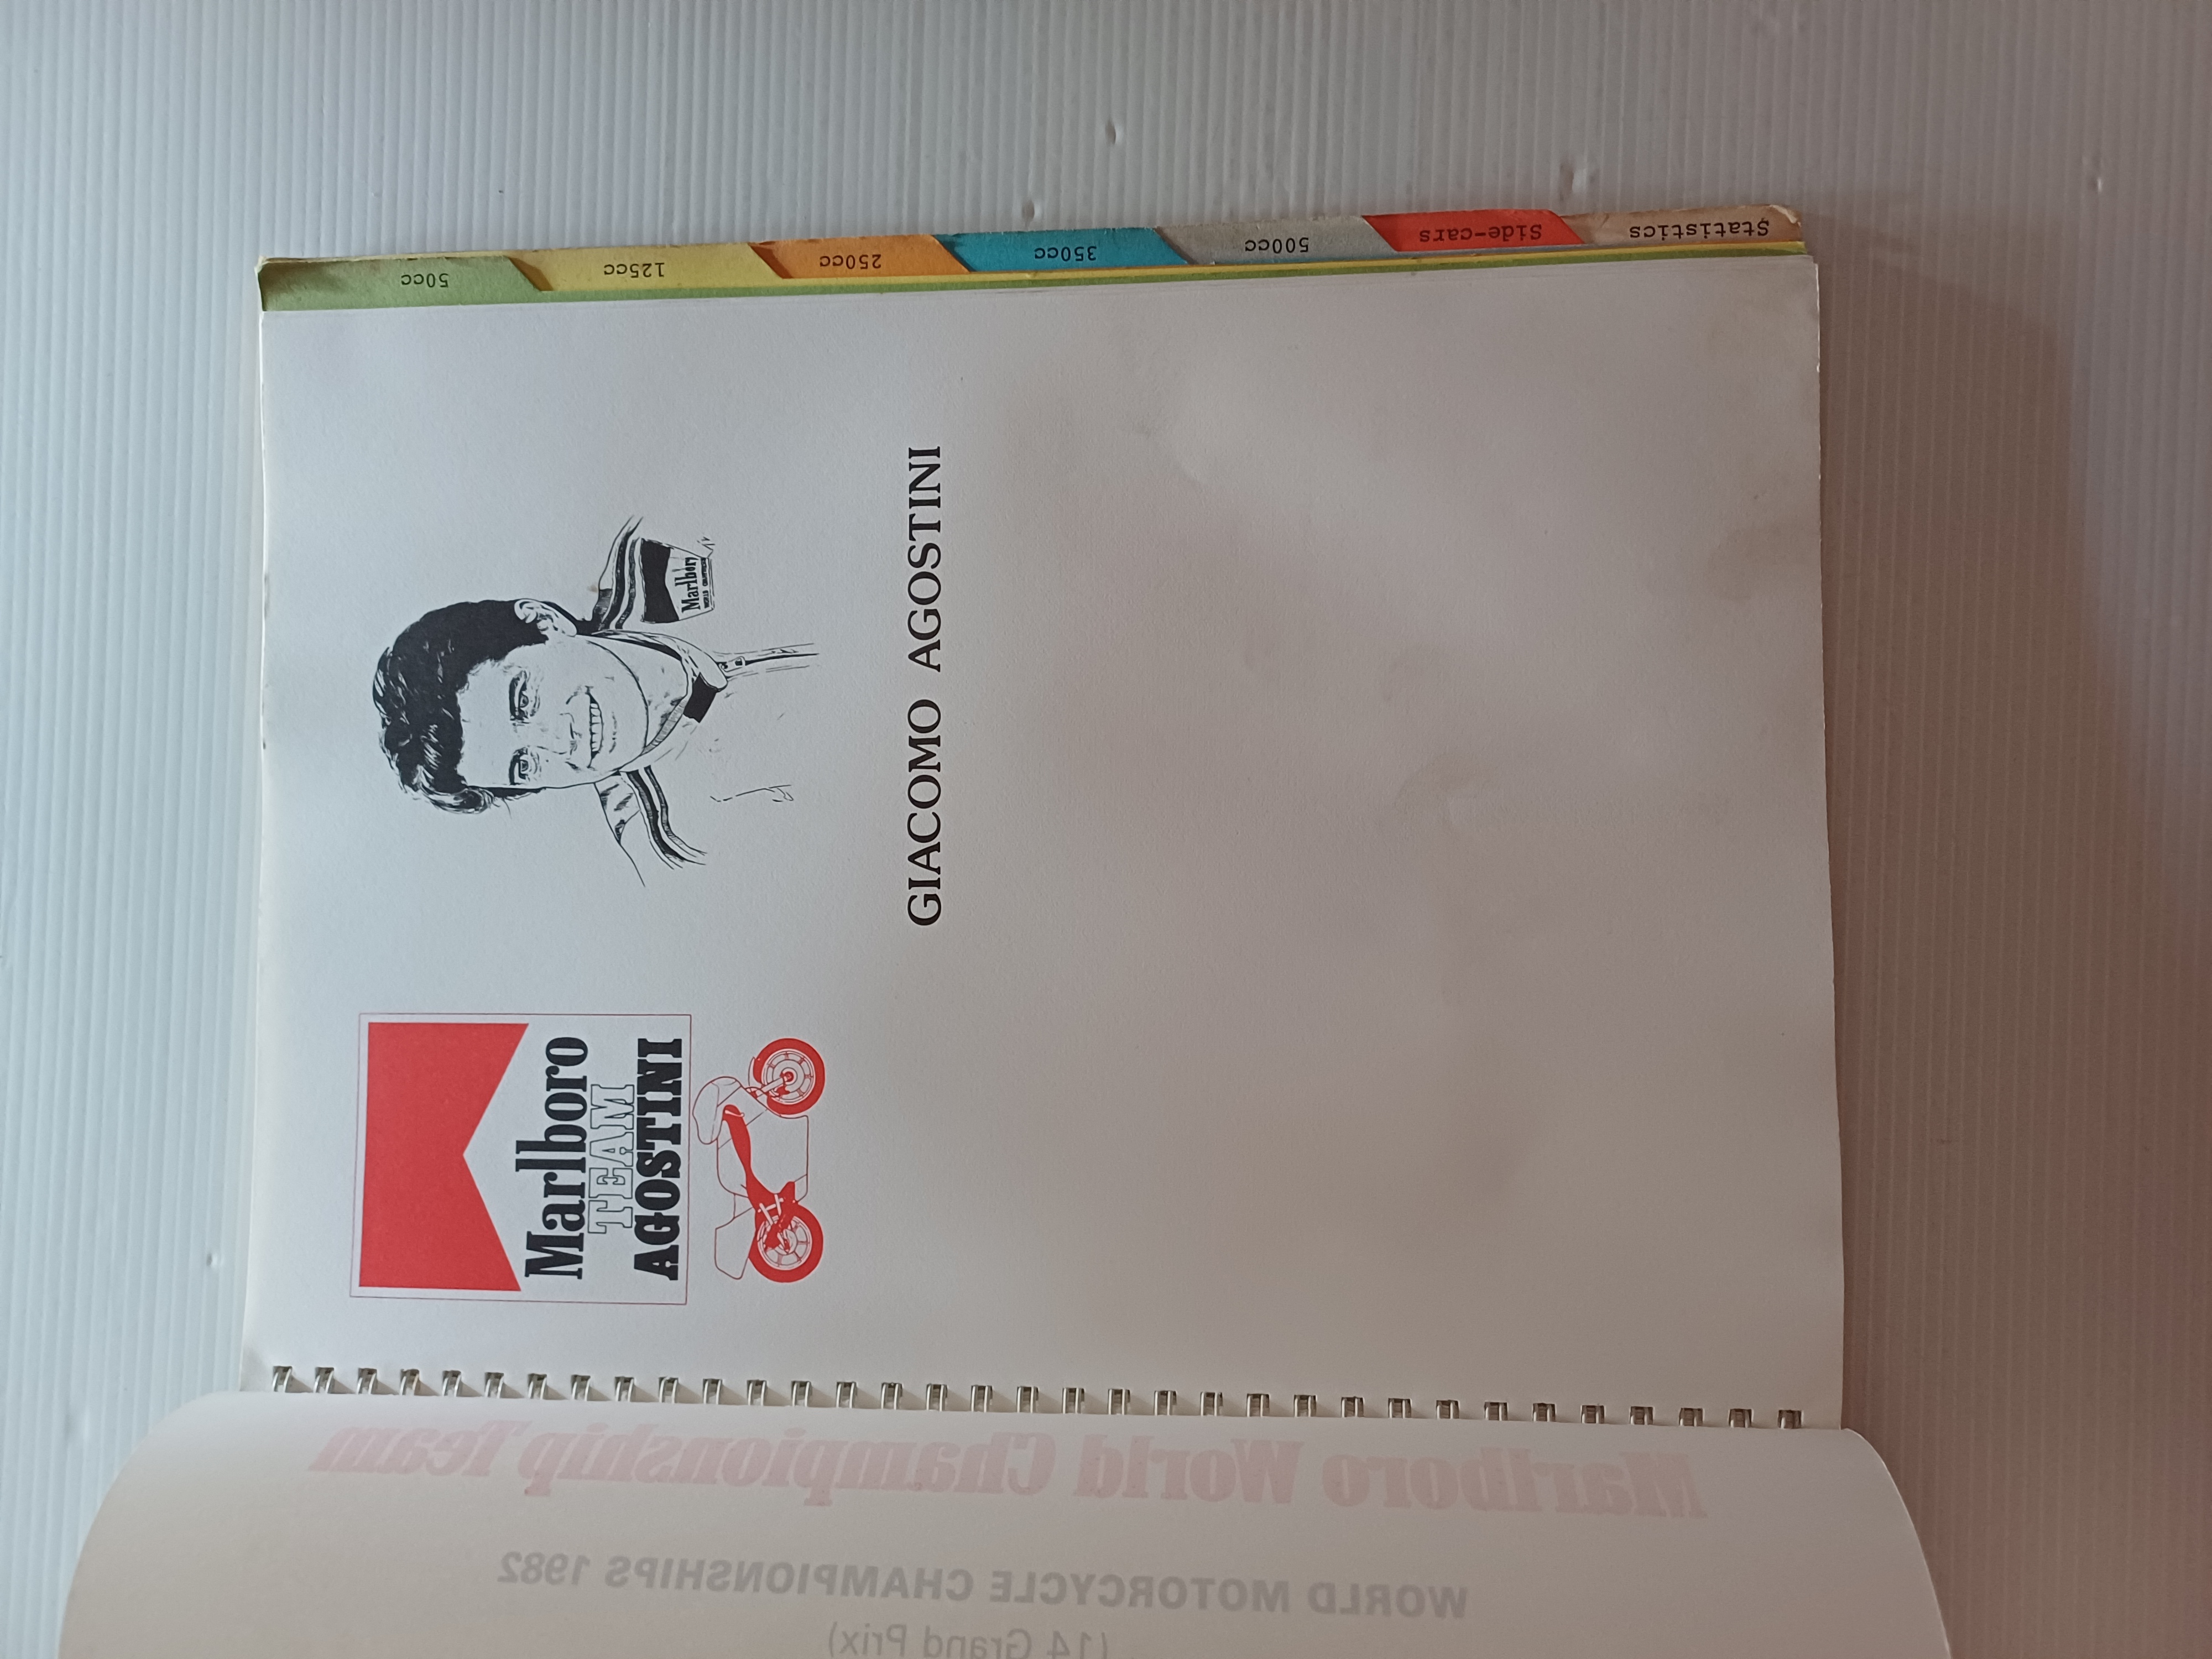 Marlboro
TEAM
AGOSTINI
Marlboro
GIACOMO AGOSTINI
50cc
125cc
250cc
350cc
500cc
Side-cars
Statistics
Marlboro World Championship Team
WORLD MOTORCYCLE CHAMPIONSHIPS 1982
(14 Grand Prix)